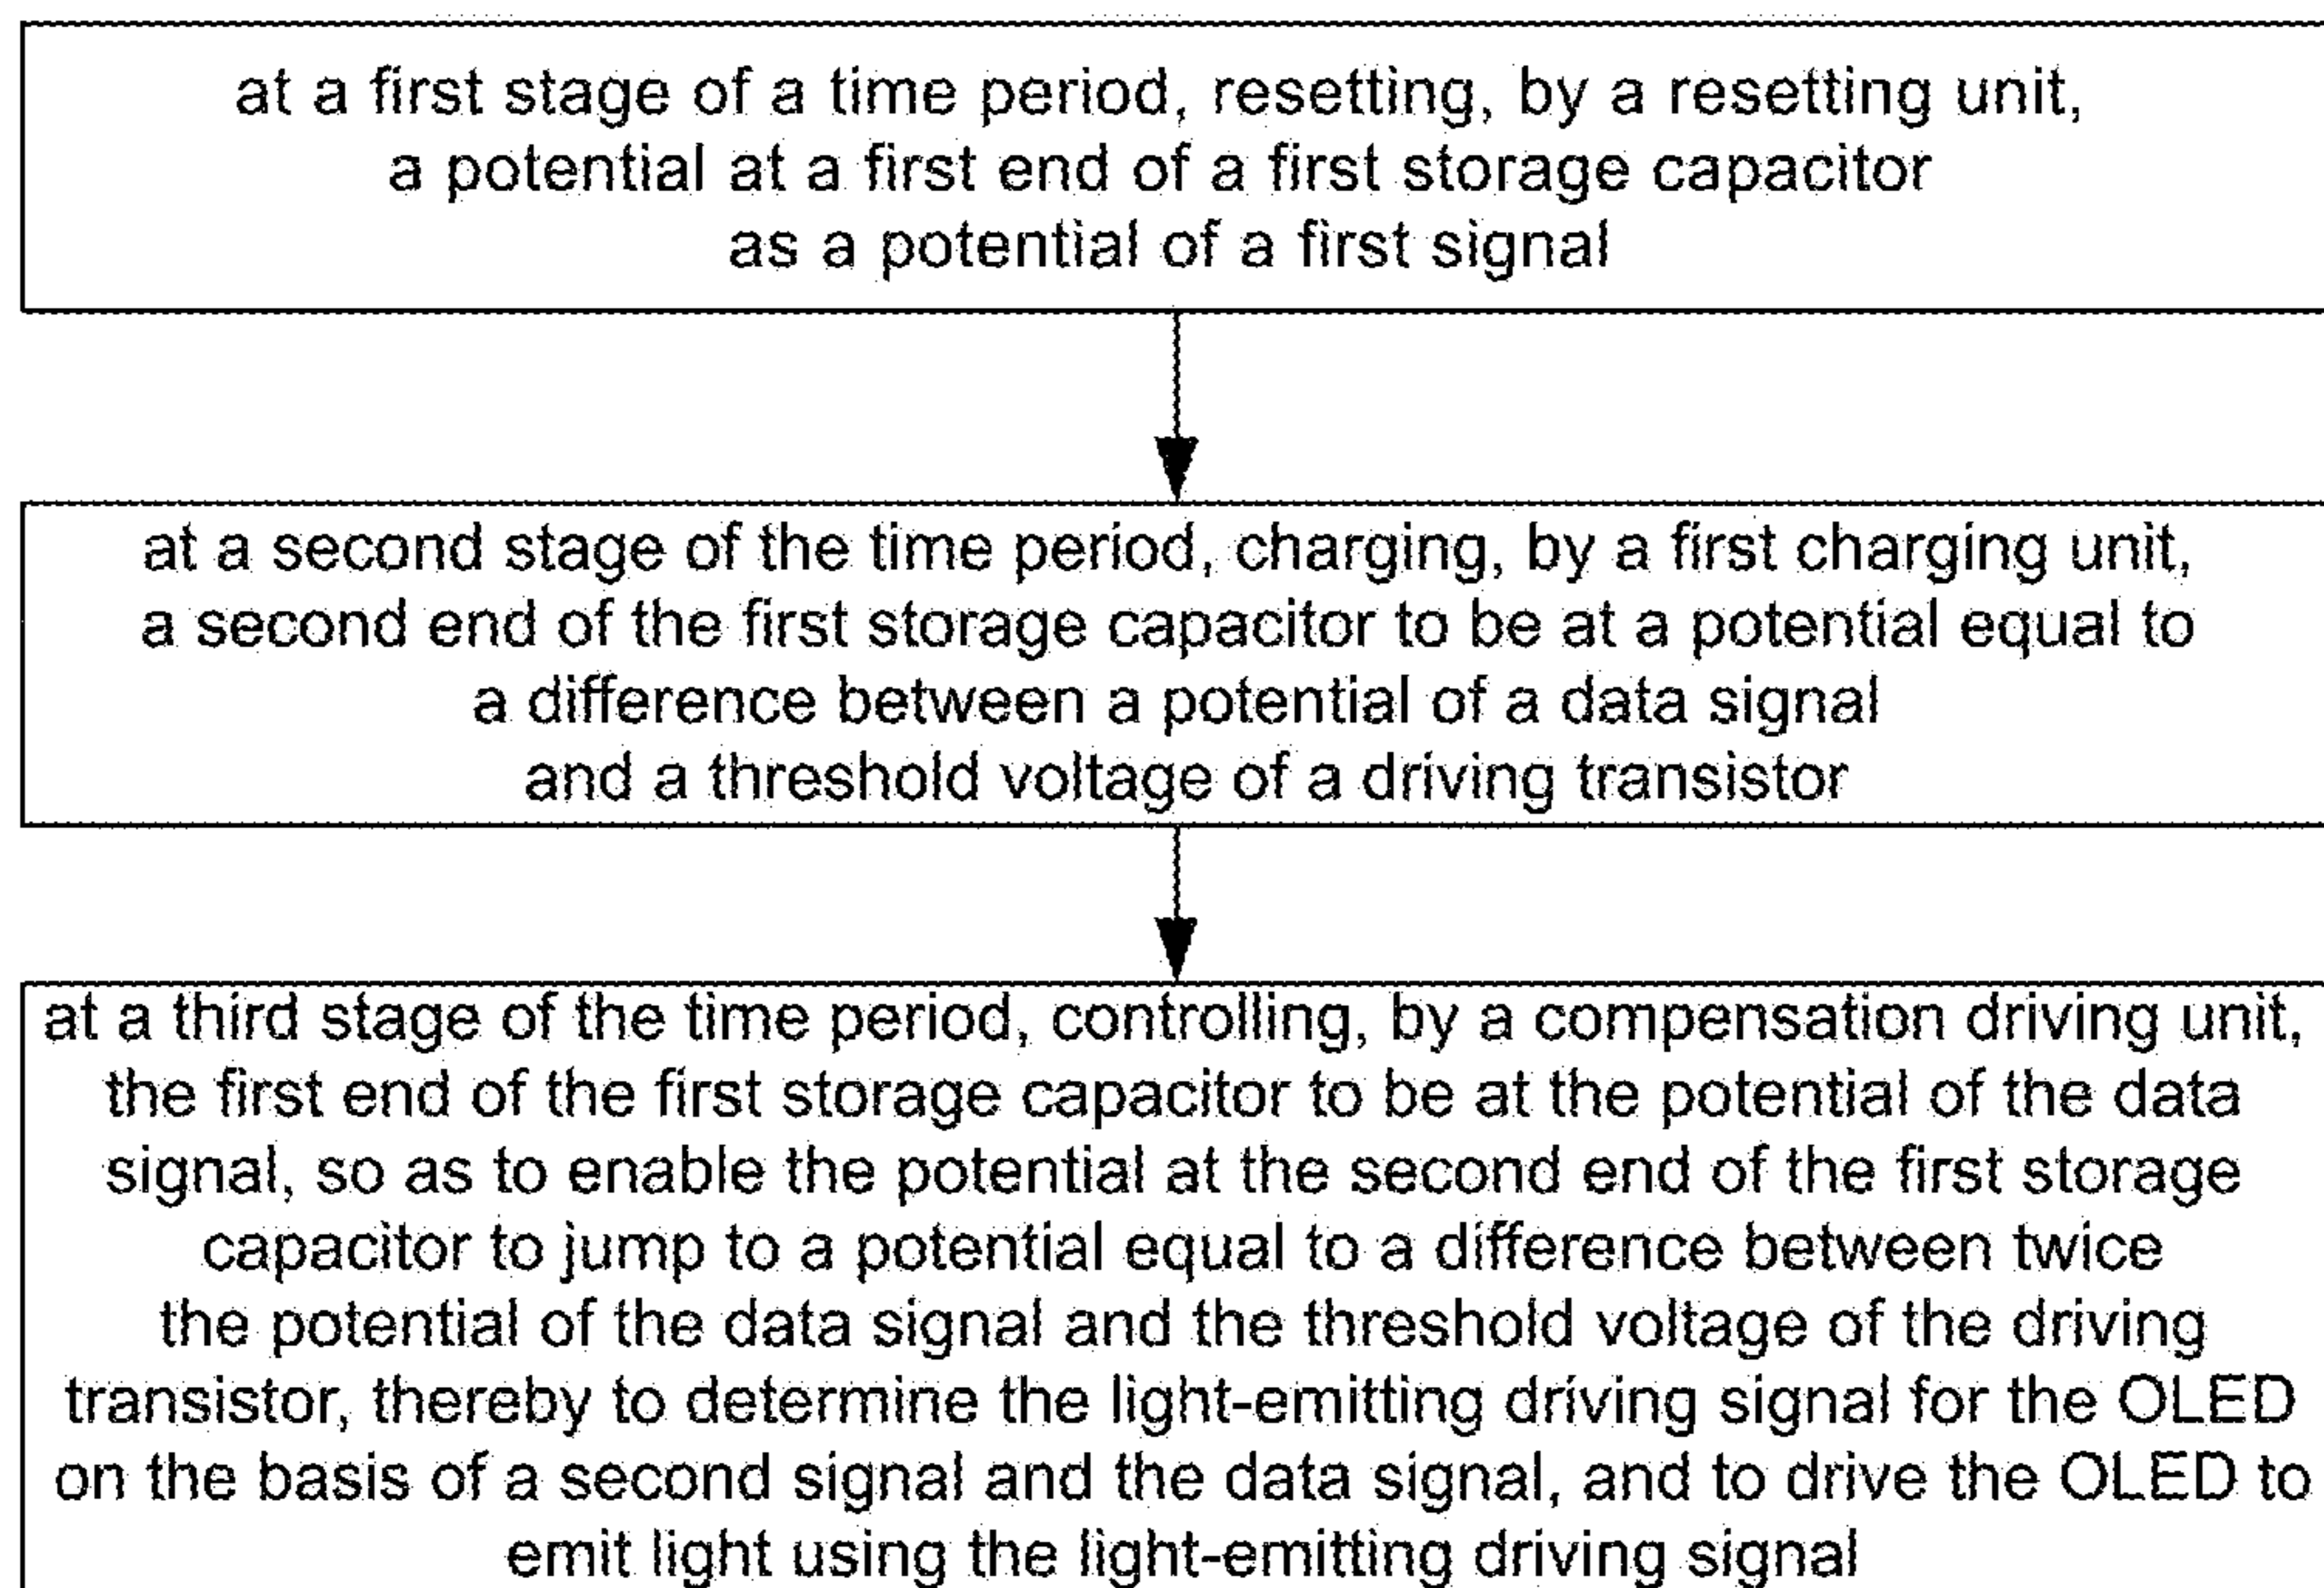 at a first stage of a time period, resetting, by a resetting unit,
a potential at a first end of a first storage capacitor
as a potential of a first signal
at a second stage of the time period, charging, by a first charging unit,
a second end of the first storage capacitor to be at a potential equal to
a difference between a potential of a data signal
and a threshold voltage of a driving transistor
at a third stage of the time period, controlling, by a compensation driving unit,
the first end of the first storage capacitor to be at the potential of the data
signal, so as to enable the potential at the second end of the first storage
capacitor to jump to a potential equal to a difference between twice
the potential of the data signal and the threshold voltage of the driving
transistor, thereby to determine the light-emitting driving signal for the OLED
on the basis of a second signal and the data signal, and to drive the OLED to
emit light using the light-emitting driving signal